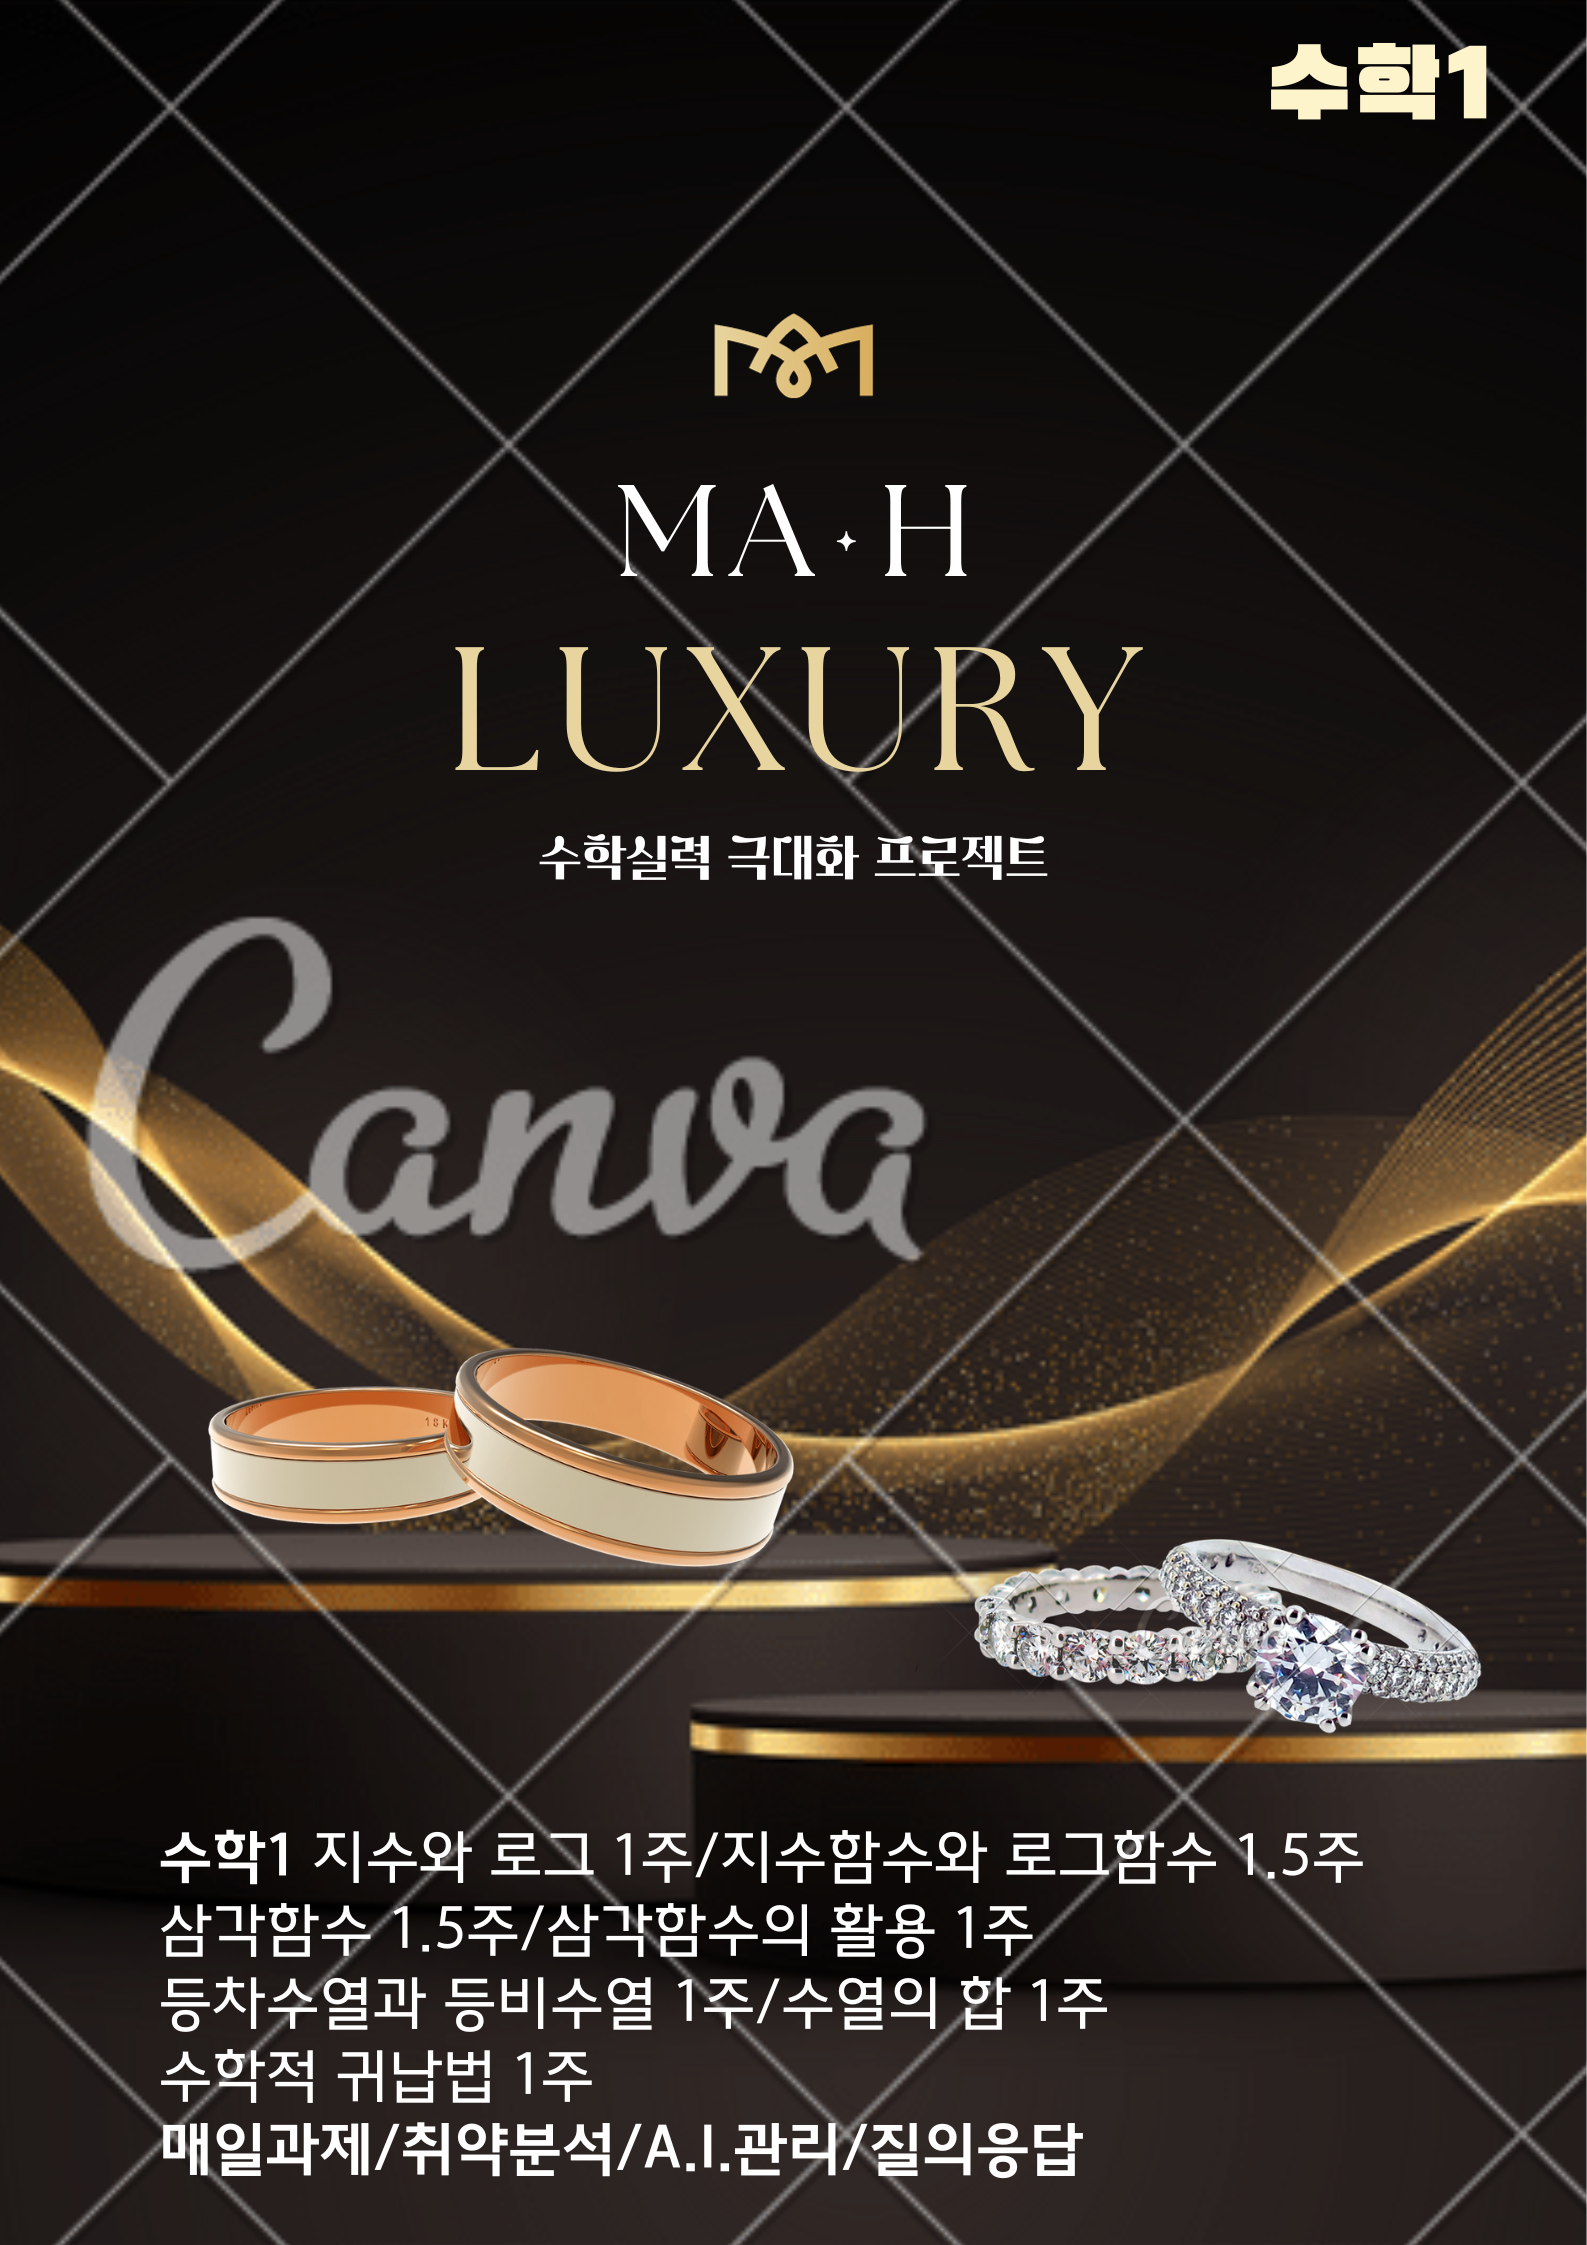 수학1
MA✦H
LUXURY
수학실력 극대화 프로젝트
Canva
18K
750
수학1 지수와 로그 1주/지수함수와 로그함수 1.5주
삼각함수 1.5주/삼각함수의 활용 1주
등차수열과 등비수열 1주/수열의 합 1주
수학적 귀납법 1주
매일과제/취약분석/A.I.관리/질의응답